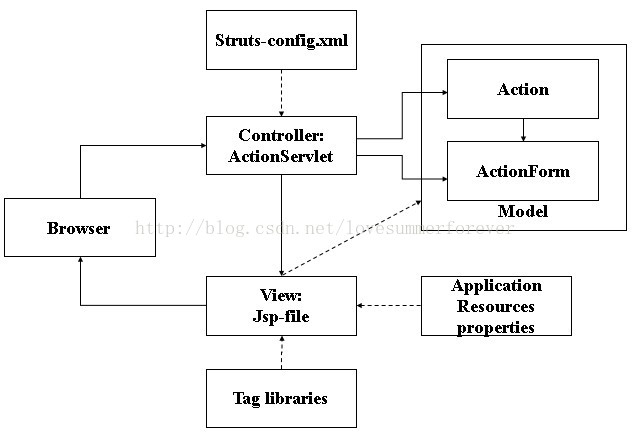 Struts-config.xml
Controller:
ActionServlet
Action
ActionForm
Model
Browser
http://blog.csdn.net/lovesummerforever
View:
Jsp-file
Application
Resources
properties
Tag libraries